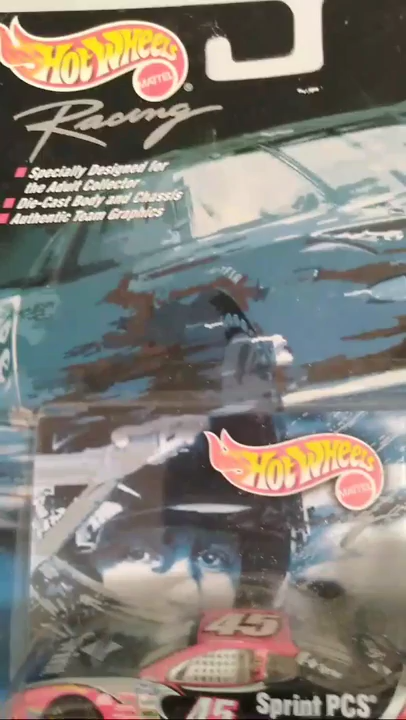 HOT WHEELS
MATTEL
®
Racing
Specially Designed for
the Adult Collector
Die-Cast Body and Chassis
Authentic Team Graphics
HOT WHEELS
MATTEL
45
45
Sprint PCS